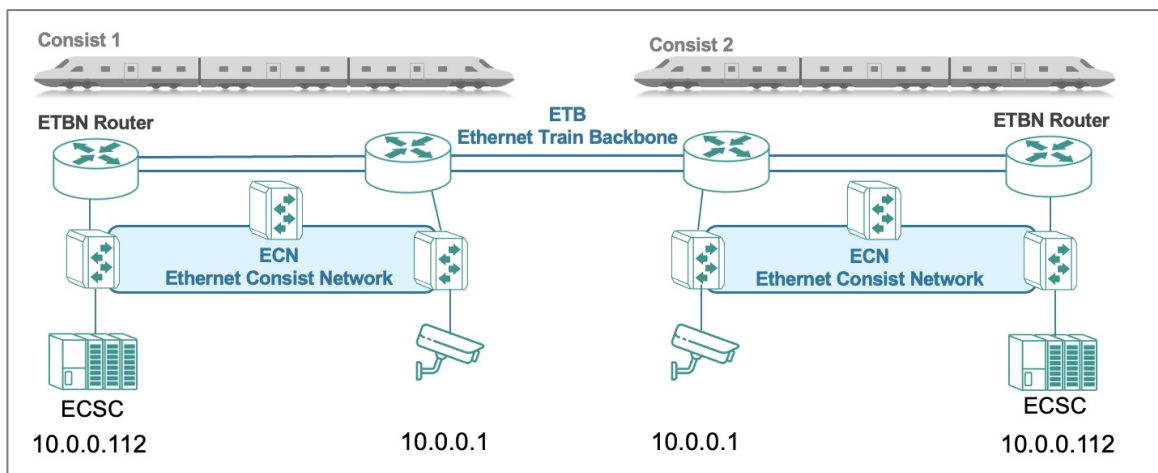 Consist 1
Consist 2
ETBN Router
ETB
Ethernet Train Backbone
ETBN Router
ECN
Ethernet Consist Network
ECN
Ethernet Consist Network
ECSC
10.0.0.112
10.0.0.1
10.0.0.1
ECSC
10.0.0.112